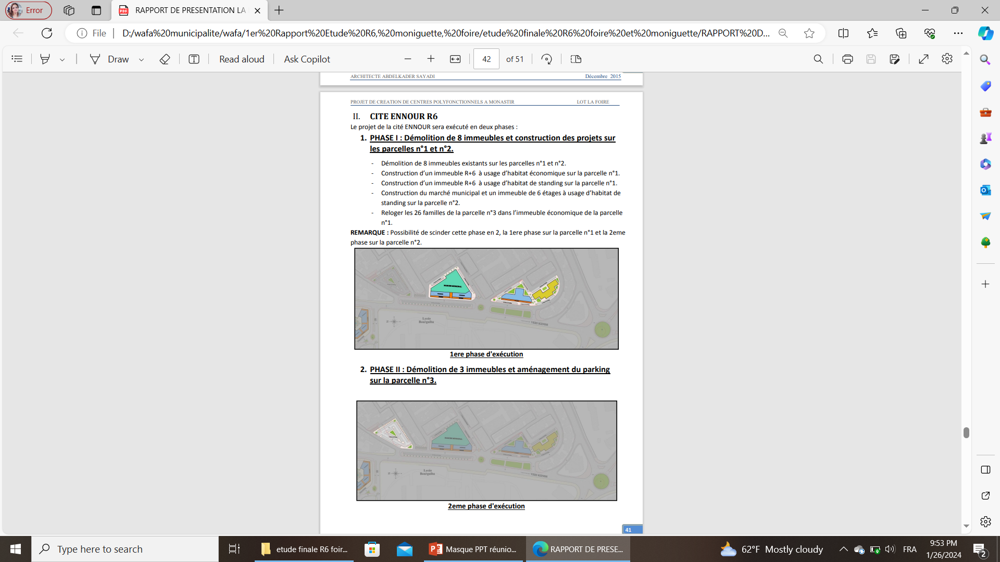 Error
RAPPORT DE PRESENTATION LA
File
D:/wafa%20municipalite/wafa/1er%20Rapport%20Etude%20R6,%20moniguette,%20foire/etude%20finale%20R6%20foire%20et%20moniguette/RAPPORT%20D...
Draw
Read aloud
Ask Copilot
42
of 51
ARCHITECTE ABDELKADER SAYADI Décembre 2015
PROJET DE CREATION DE CENTRES POLYFONCTIONNELS A MONASTIR LOT LA FOIRE
II. CITE ENNOUR R6
Le projet de la cité ENNOUR sera exécuté en deux phases :
1. PHASE I : Démolition de 8 immeubles et construction des projets sur
les parcelles n°1 et n°2.
- Démolition de 8 immeubles existants sur les parcelles n°1 et n°2.
- Construction d'un immeuble R+6 à usage d'habitat économique sur la parcelle n°1.
- Construction d'un immeuble R+6 à usage d'habitat de standing sur la parcelle n°1.
- Construction du marché municipal et un immeuble de 6 étages à usage d'habitat de
standing sur la parcelle n°2.
- Reloger les 26 familles de la parcelle n°3 dans l'immeuble économique de la parcelle
n°1.
REMARQUE : Possibilité de scinder cette phase en 2, la 1ere phase sur la parcelle n°1 et la 2eme
phase sur la parcelle n°2.
MARCHE MUNICIPAL
Lycée
Bourguiba
VERS KSIBET
1ere phase d'exécution
2. PHASE II : Démolition de 3 immeubles et aménagement du parking
sur la parcelle n°3.
MARCHE MUNICIPAL
Lycée
Bourguiba
2eme phase d'exécution
41
Type here to search
etude finale R6 foir...
Masque PPT réunio...
RAPPORT DE PRESE...
62°F Mostly cloudy
FRA
9:53 PM
1/26/2024
2